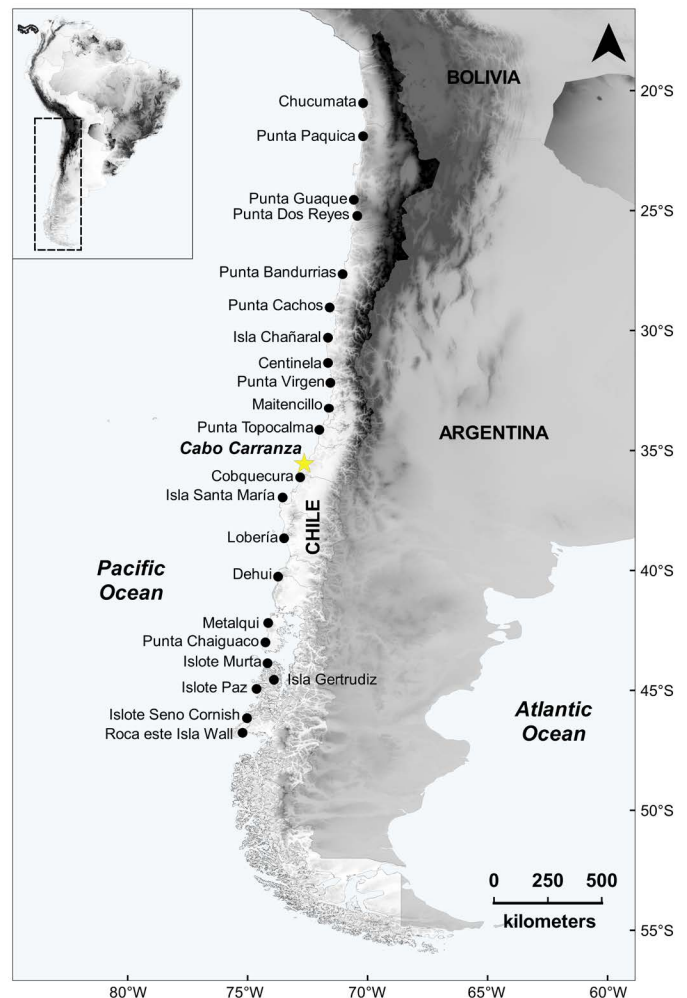 BOLIVIA
20°S
Chucumata
Punta Paquica
Punta Guaque
Punta Dos Reyes
25°S
Punta Bandurrias
Punta Cachos
30°S
Isla Chañaral
Centinela
Punta Virgen
Maitencillo
Punta Topocalma
ARGENTINA
Cabo Carranza
35°S
Cobquecura
Isla Santa María
CHILE
Lobería
Pacific
Ocean
Dehui
40°S
Metalqui
Punta Chaiguaco
Islote Murta
Isla Gertrudiz
Islote Paz
45°S
Islote Seno Cornish
Roca este Isla Wall
Atlantic
Ocean
50°S
0 250 500
kilometers
55°S
80°W 75°W 70°W 65°W 60°W